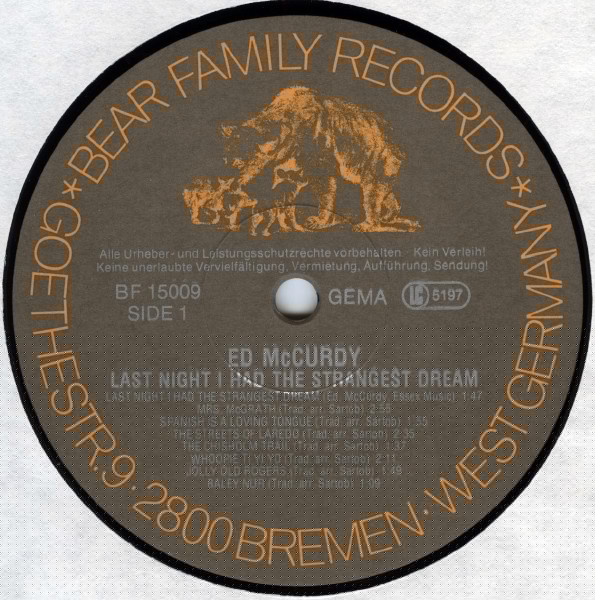 * BEAR FAMILY RECORDS *
GOETHESTR. 9 · 2800 BREMEN · WEST GERMANY
Alle Urheber- und Leistungsschutzrechte vorbehalten · Kein Verleih!
Keine unerlaubte Vervielfältigung, Vermietung, Aufführung, Sendung!
BF 15009
SIDE 1
GEMA
LC 5197
ED McCURDY
LAST NIGHT I HAD THE STRANGEST DREAM
LAST NIGHT I HAD THE STRANGEST DREAM (Ed. McCurdy, Essex Music) 1:47
MRS. McGRATH (Trad. arr. Sartob) 2:55
SPANISH IS A LOVING TONGUE (Trad. arr. Sartob) 1:55
THE STREETS OF LAREDO (Trad. arr. Sartob) 2:35
THE CHISHOLM TRAIL (Trad. arr. Sartob) 1:37
WHOOPIE TI YI YO (Trad. arr. Sartob) 2:11
JOLLY OLD ROGERS (Trad. arr. Sartob) 1:49
BALEY NUR (Trad. arr. Sartob) 1:09